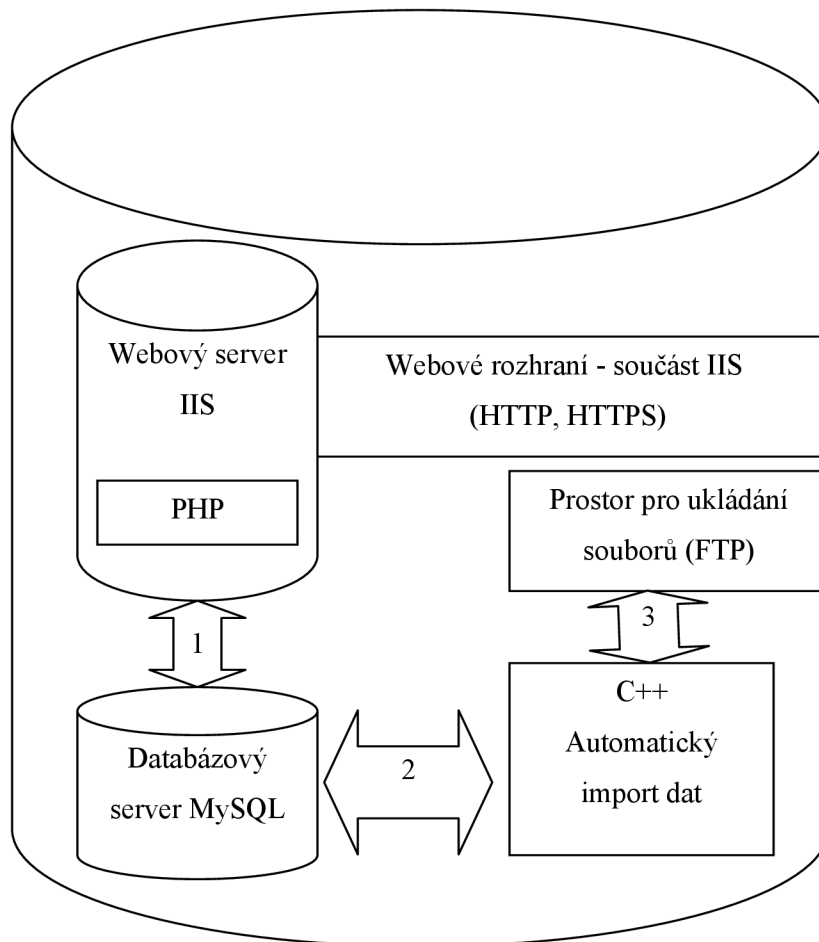 Webový server
IIS
PHP
Webové rozhraní - součást IIS
(HTTP, HTTPS)
Prostor pro ukládání
souborů (FTP)
1
3
Databázový
server MySQL
2
C++
Automatický
import dat